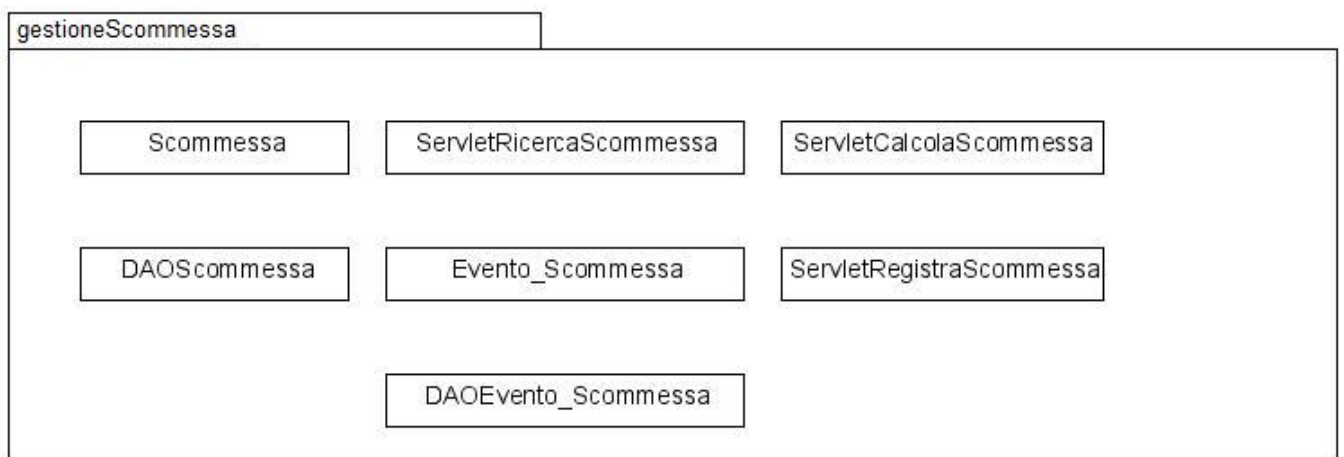 gestioneScommessa
Scommessa
ServletRicercaScommessa
ServletCalcolaScommessa
DAOScommessa
Evento_Scommessa
ServletRegistraScommessa
DAOEvento_Scommessa